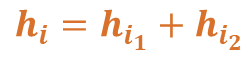 h_i = h_{i_1} + h_{i_2}